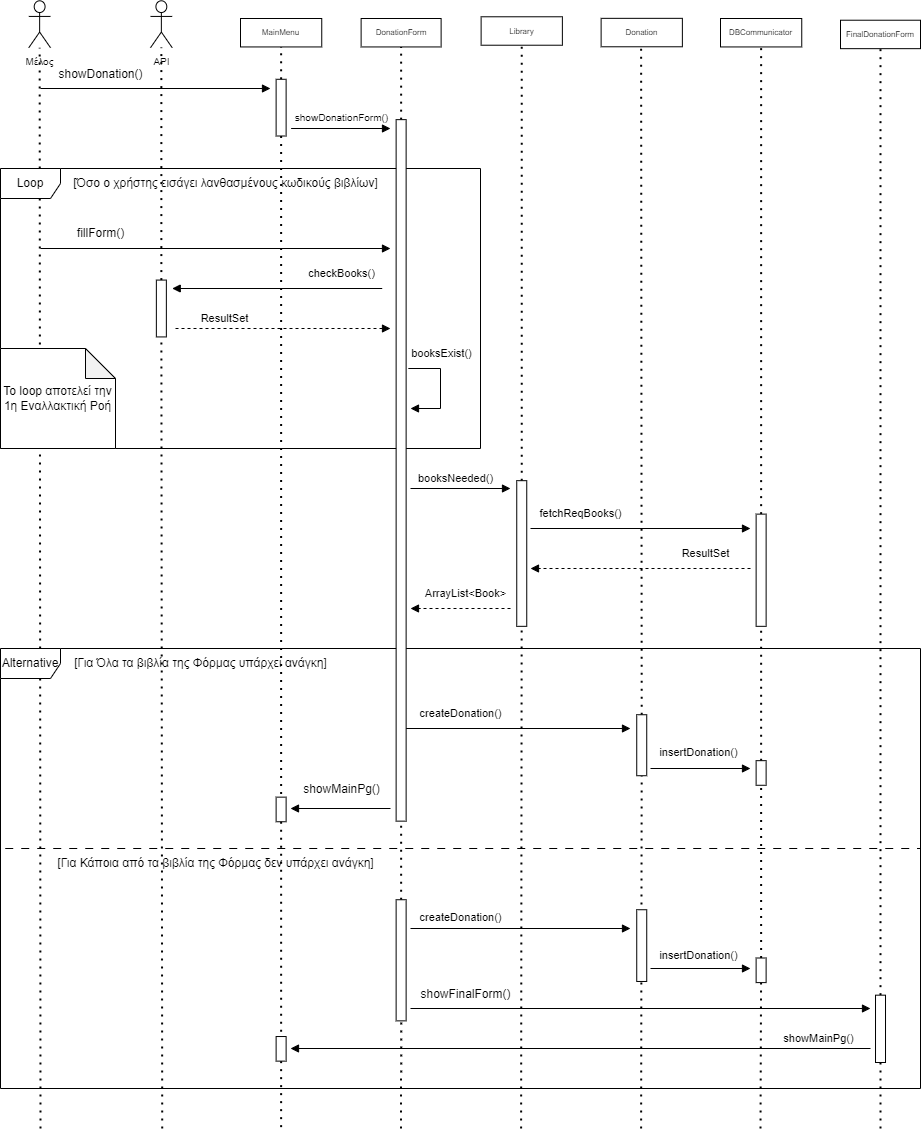 MainMenu
DonationForm
Library
Donation
DBCommunicator
FinalDonationForm
Μέλος
API
showDonation()
showDonationForm()
Loop
[Όσο ο χρήστης εισάγει λανθασμένους κωδικούς βιβλίων]
fillForm()
checkBooks()
ResultSet
booksExist()
Το loop αποτελεί την
1η Εναλλακτική Ροή
booksNeeded()
fetchReqBooks()
ResultSet
ArrayList<Book>
Alternative
[Για Όλα τα βιβλία της Φόρμας υπάρχει ανάγκη]
createDonation()
insertDonation()
showMainPg()
[Για Κάποια από τα βιβλία της Φόρμας δεν υπάρχει ανάγκη]
createDonation()
insertDonation()
showFinalForm()
showMainPg()